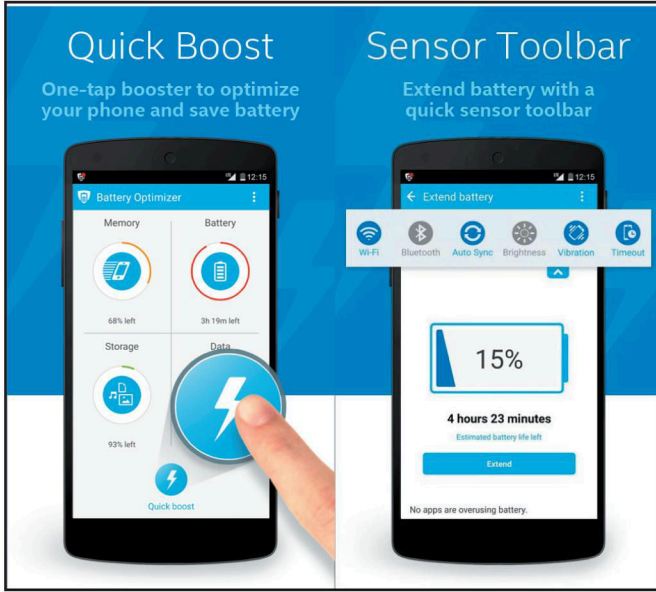 Quick Boost
One-tap booster to optimize
your phone and save battery
12:15
Battery Optimizer
Memory
Battery
68% left
3h 19m left
Storage
Data
93% left
Quick boost
Sensor Toolbar
Extend battery with a
quick sensor toolbar
12:15
Extend battery
Wi-Fi
Bluetooth
Auto Sync
Brightness
Vibration
Timeout
15%
4 hours 23 minutes
Estimated battery life left
Extend
No apps are overusing battery.